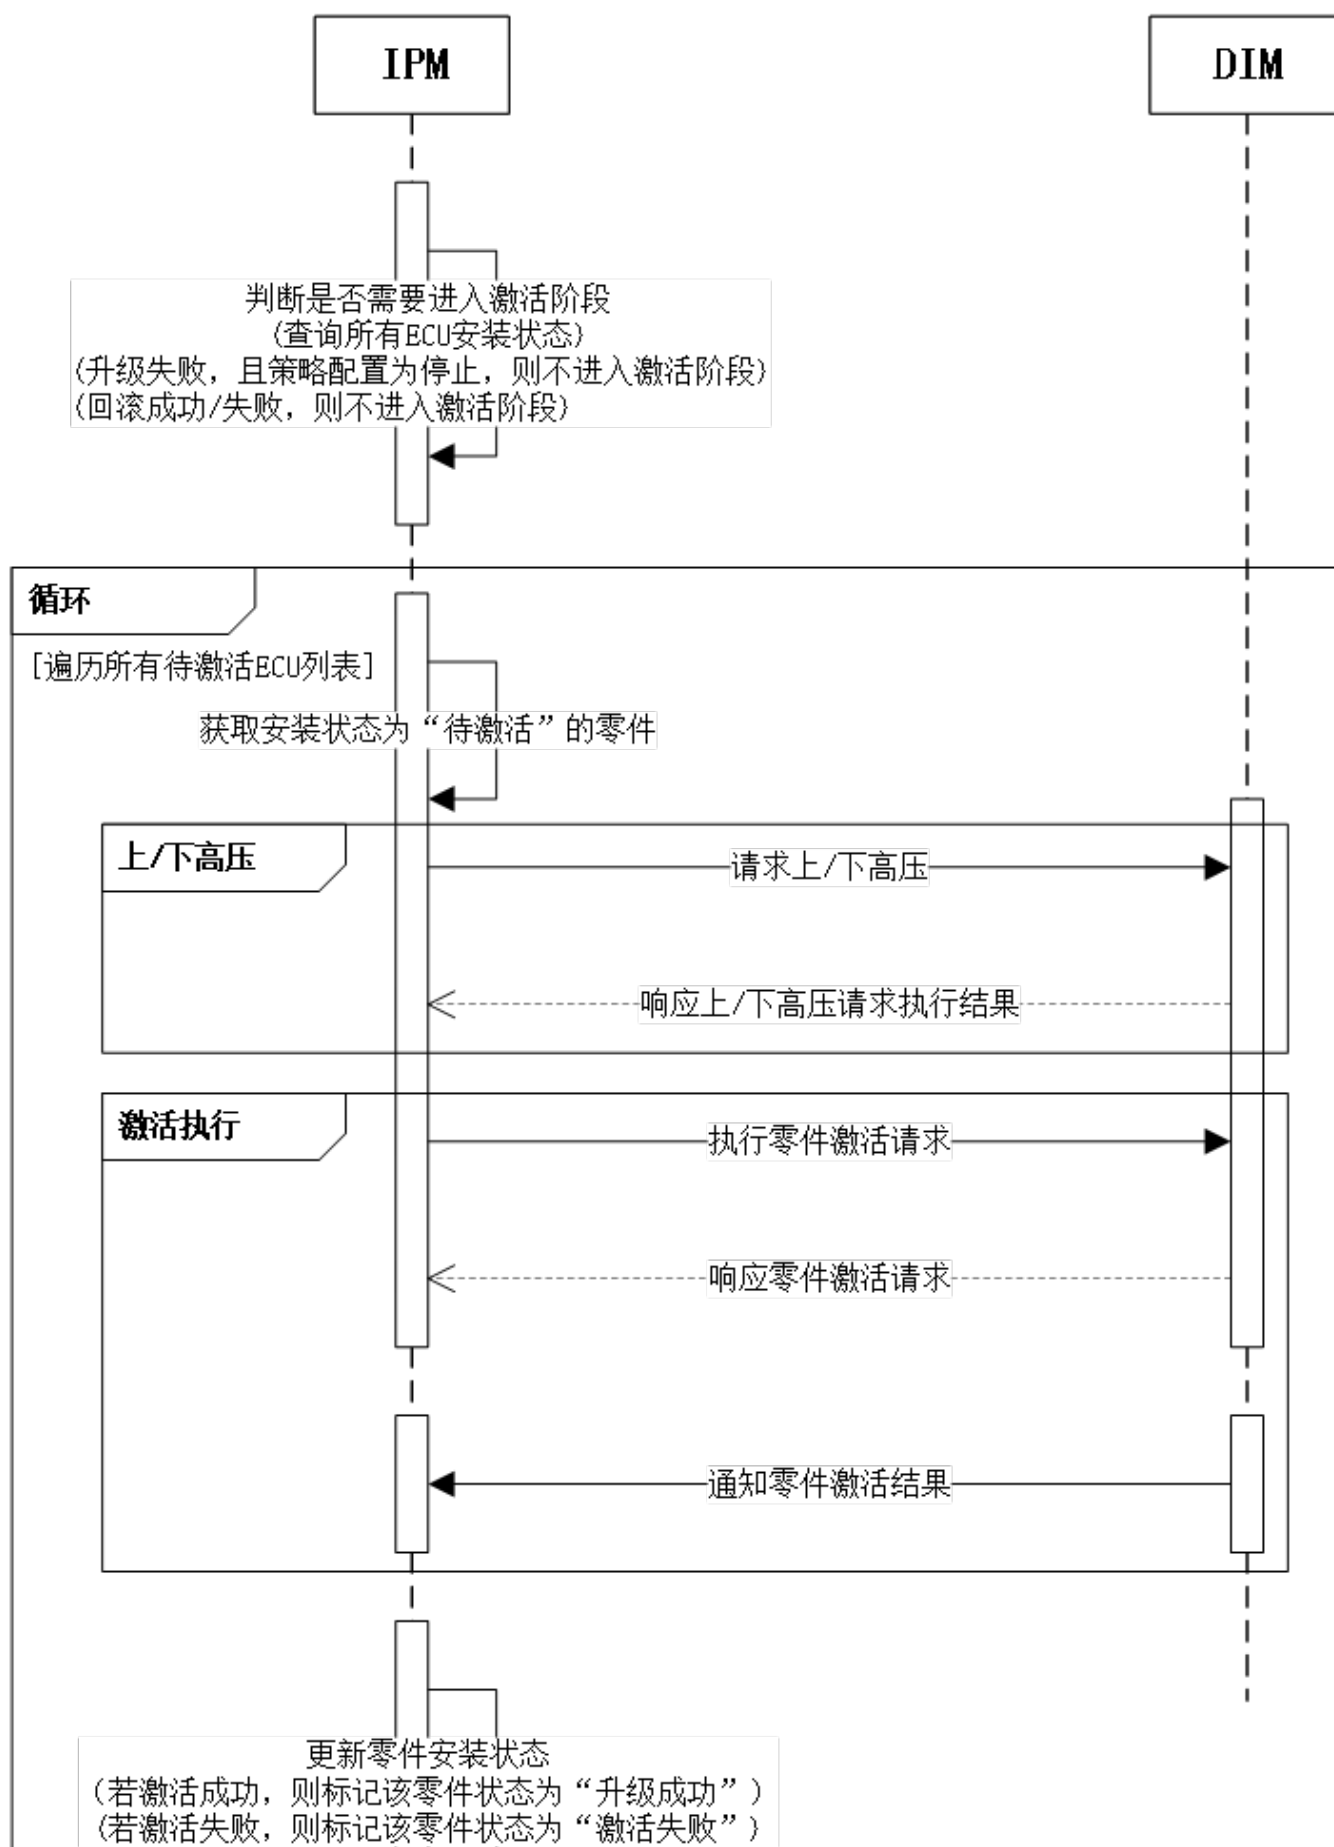 IPM
DIM
判断是否需要进入激活阶段
(查询所有ECU安装状态)
(升级失败，且策略配置为停止，则不进入激活阶段)
(回滚成功/失败，则不进入激活阶段)
循环
[遍历所有待激活ECU列表]
获取安装状态为“待激活”的零件
上/下高压
请求上/下高压
响应上/下高压请求执行结果
激活执行
执行零件激活请求
响应零件激活请求
通知零件激活结果
更新零件安装状态
(若激活成功，则标记该零件状态为“升级成功”)
(若激活失败，则标记该零件状态为“激活失败”)